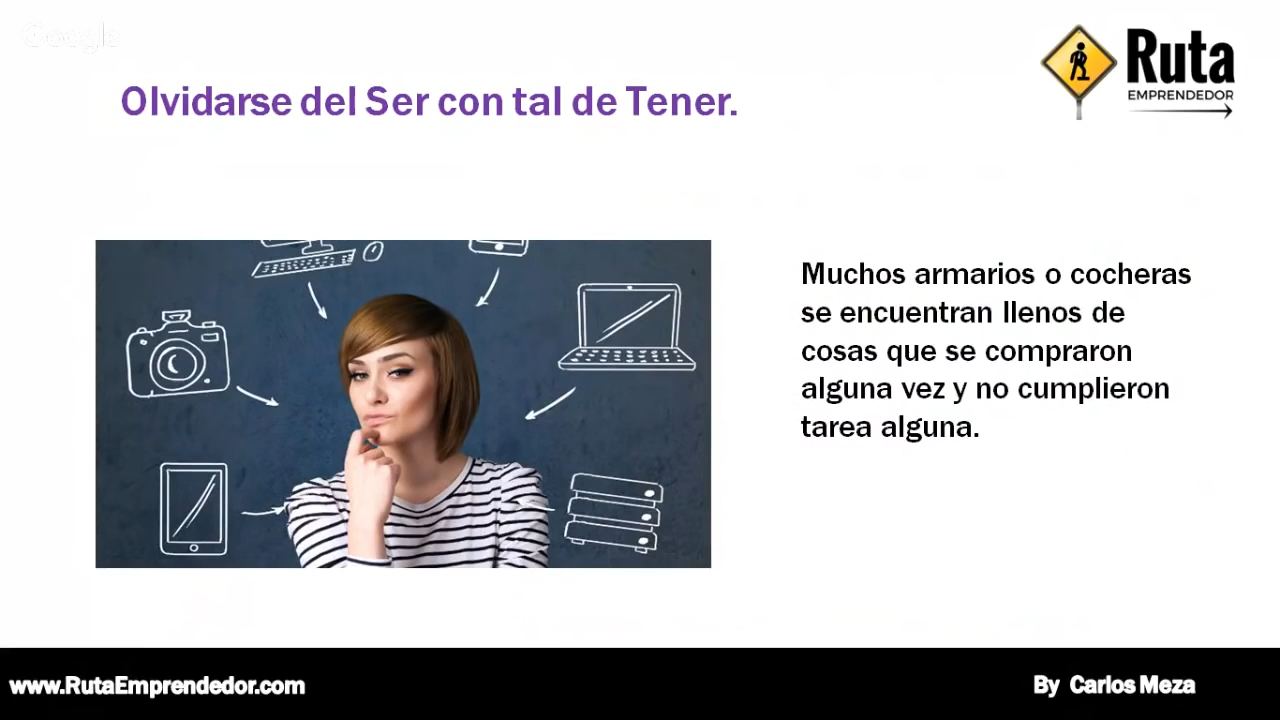 Google
Ruta
EMPRENDEDOR
Olvidarse del Ser con tal de Tener.
Muchos armarios o cocheras
se encuentran llenos de
cosas que se compraron
alguna vez y no cumplieron
tarea alguna.
www.RutaEmprendedor.com
By Carlos Meza